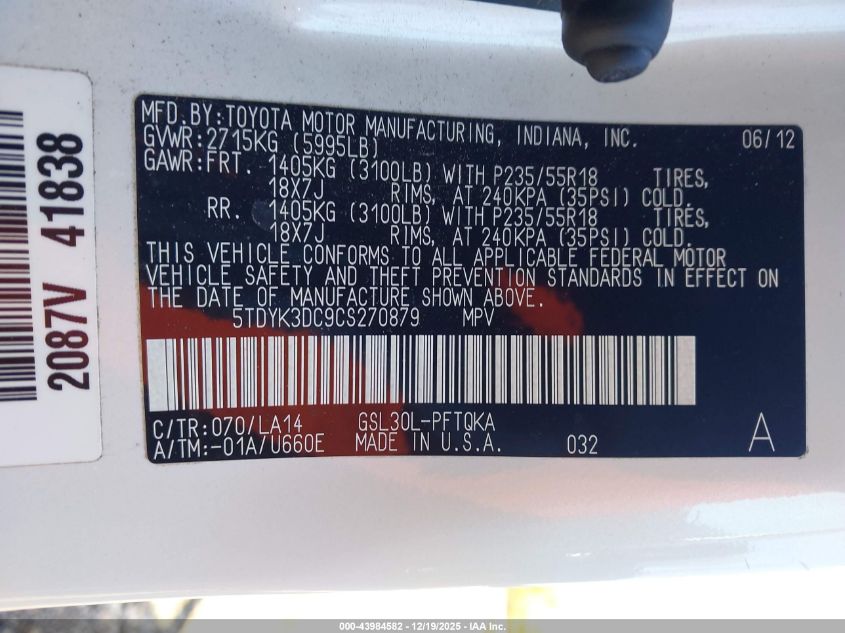 MFD.BY:TOYOTA MOTOR MANUFACTURING, INDIANA, INC. 06/12
GVWR:2715KG (5995LB)
GAWR:FRT. 1405KG (3100LB) WITH P235/55R18 TIRES,
18X7J RIMS, AT 240KPA (35PSI) COLD.
RR. 1405KG (3100LB) WITH P235/55R18 TIRES,
18X7J RIMS, AT 240KPA (35PSI) COLD.
THIS VEHICLE CONFORMS TO ALL APPLICABLE FEDERAL MOTOR
VEHICLE SAFETY AND THEFT PREVENTION STANDARDS IN EFFECT ON
THE DATE OF MANUFACTURE SHOWN ABOVE.
5TDYK3DC9CS270879 MPV
C/TR:070/LA14 GSL30L-PFTQKA
A/TM:-01A/U660E MADE IN U.S.A. 032 A
2087V 41838
000-43984582 - 12/19/2025 - IAA Inc.